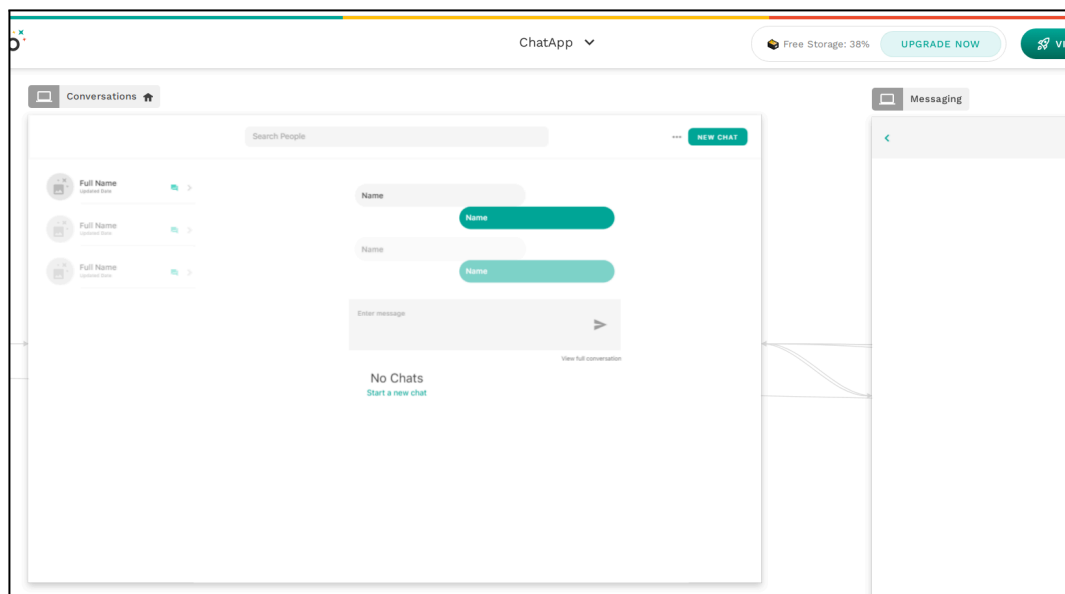 ChatApp
Free Storage: 38%
UPGRADE NOW
Conversations
Messaging
Search People
NEW CHAT
Full Name
Updated Date
Full Name
Updated Date
Full Name
Updated Date
Name
Name
Name
Name
Enter message
View full conversation
No Chats
Start a new chat